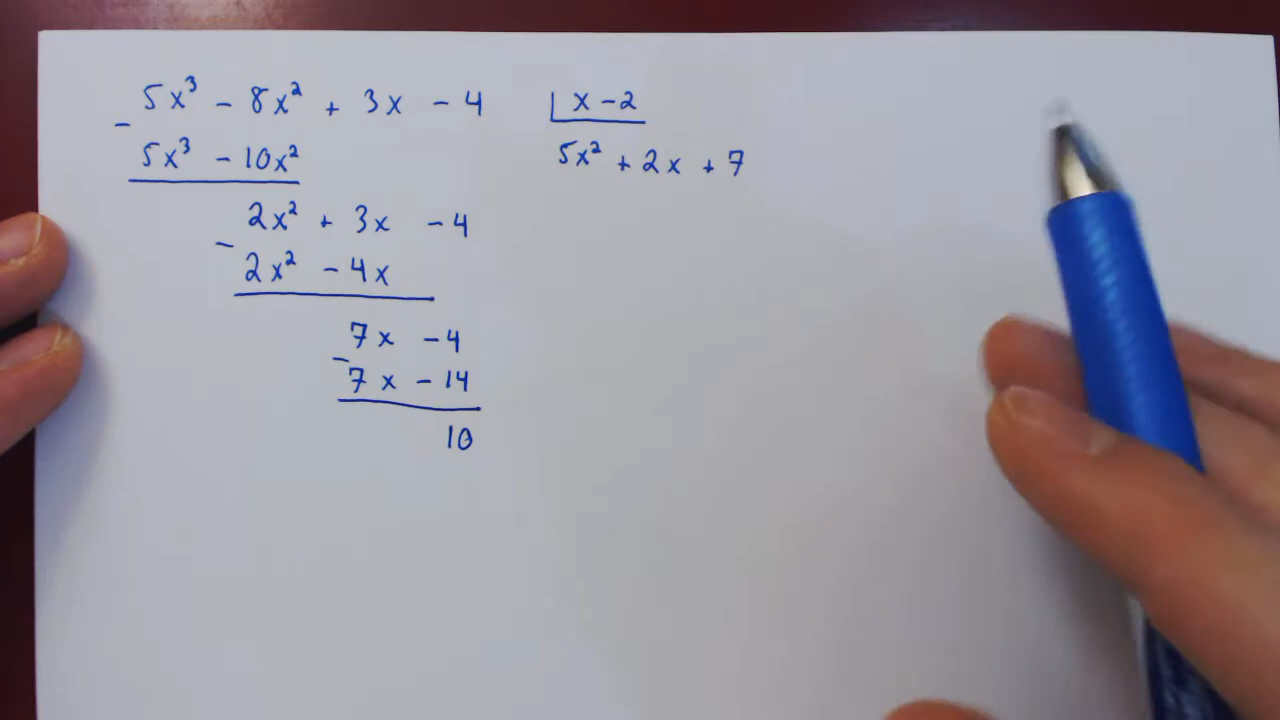 5x³ - 8x² + 3x - 4 | x - 2
- 5x³ - 10x² 5x² + 2x + 7
2x² + 3x - 4
- 2x² - 4x
7x - 4
- 7x - 14
10